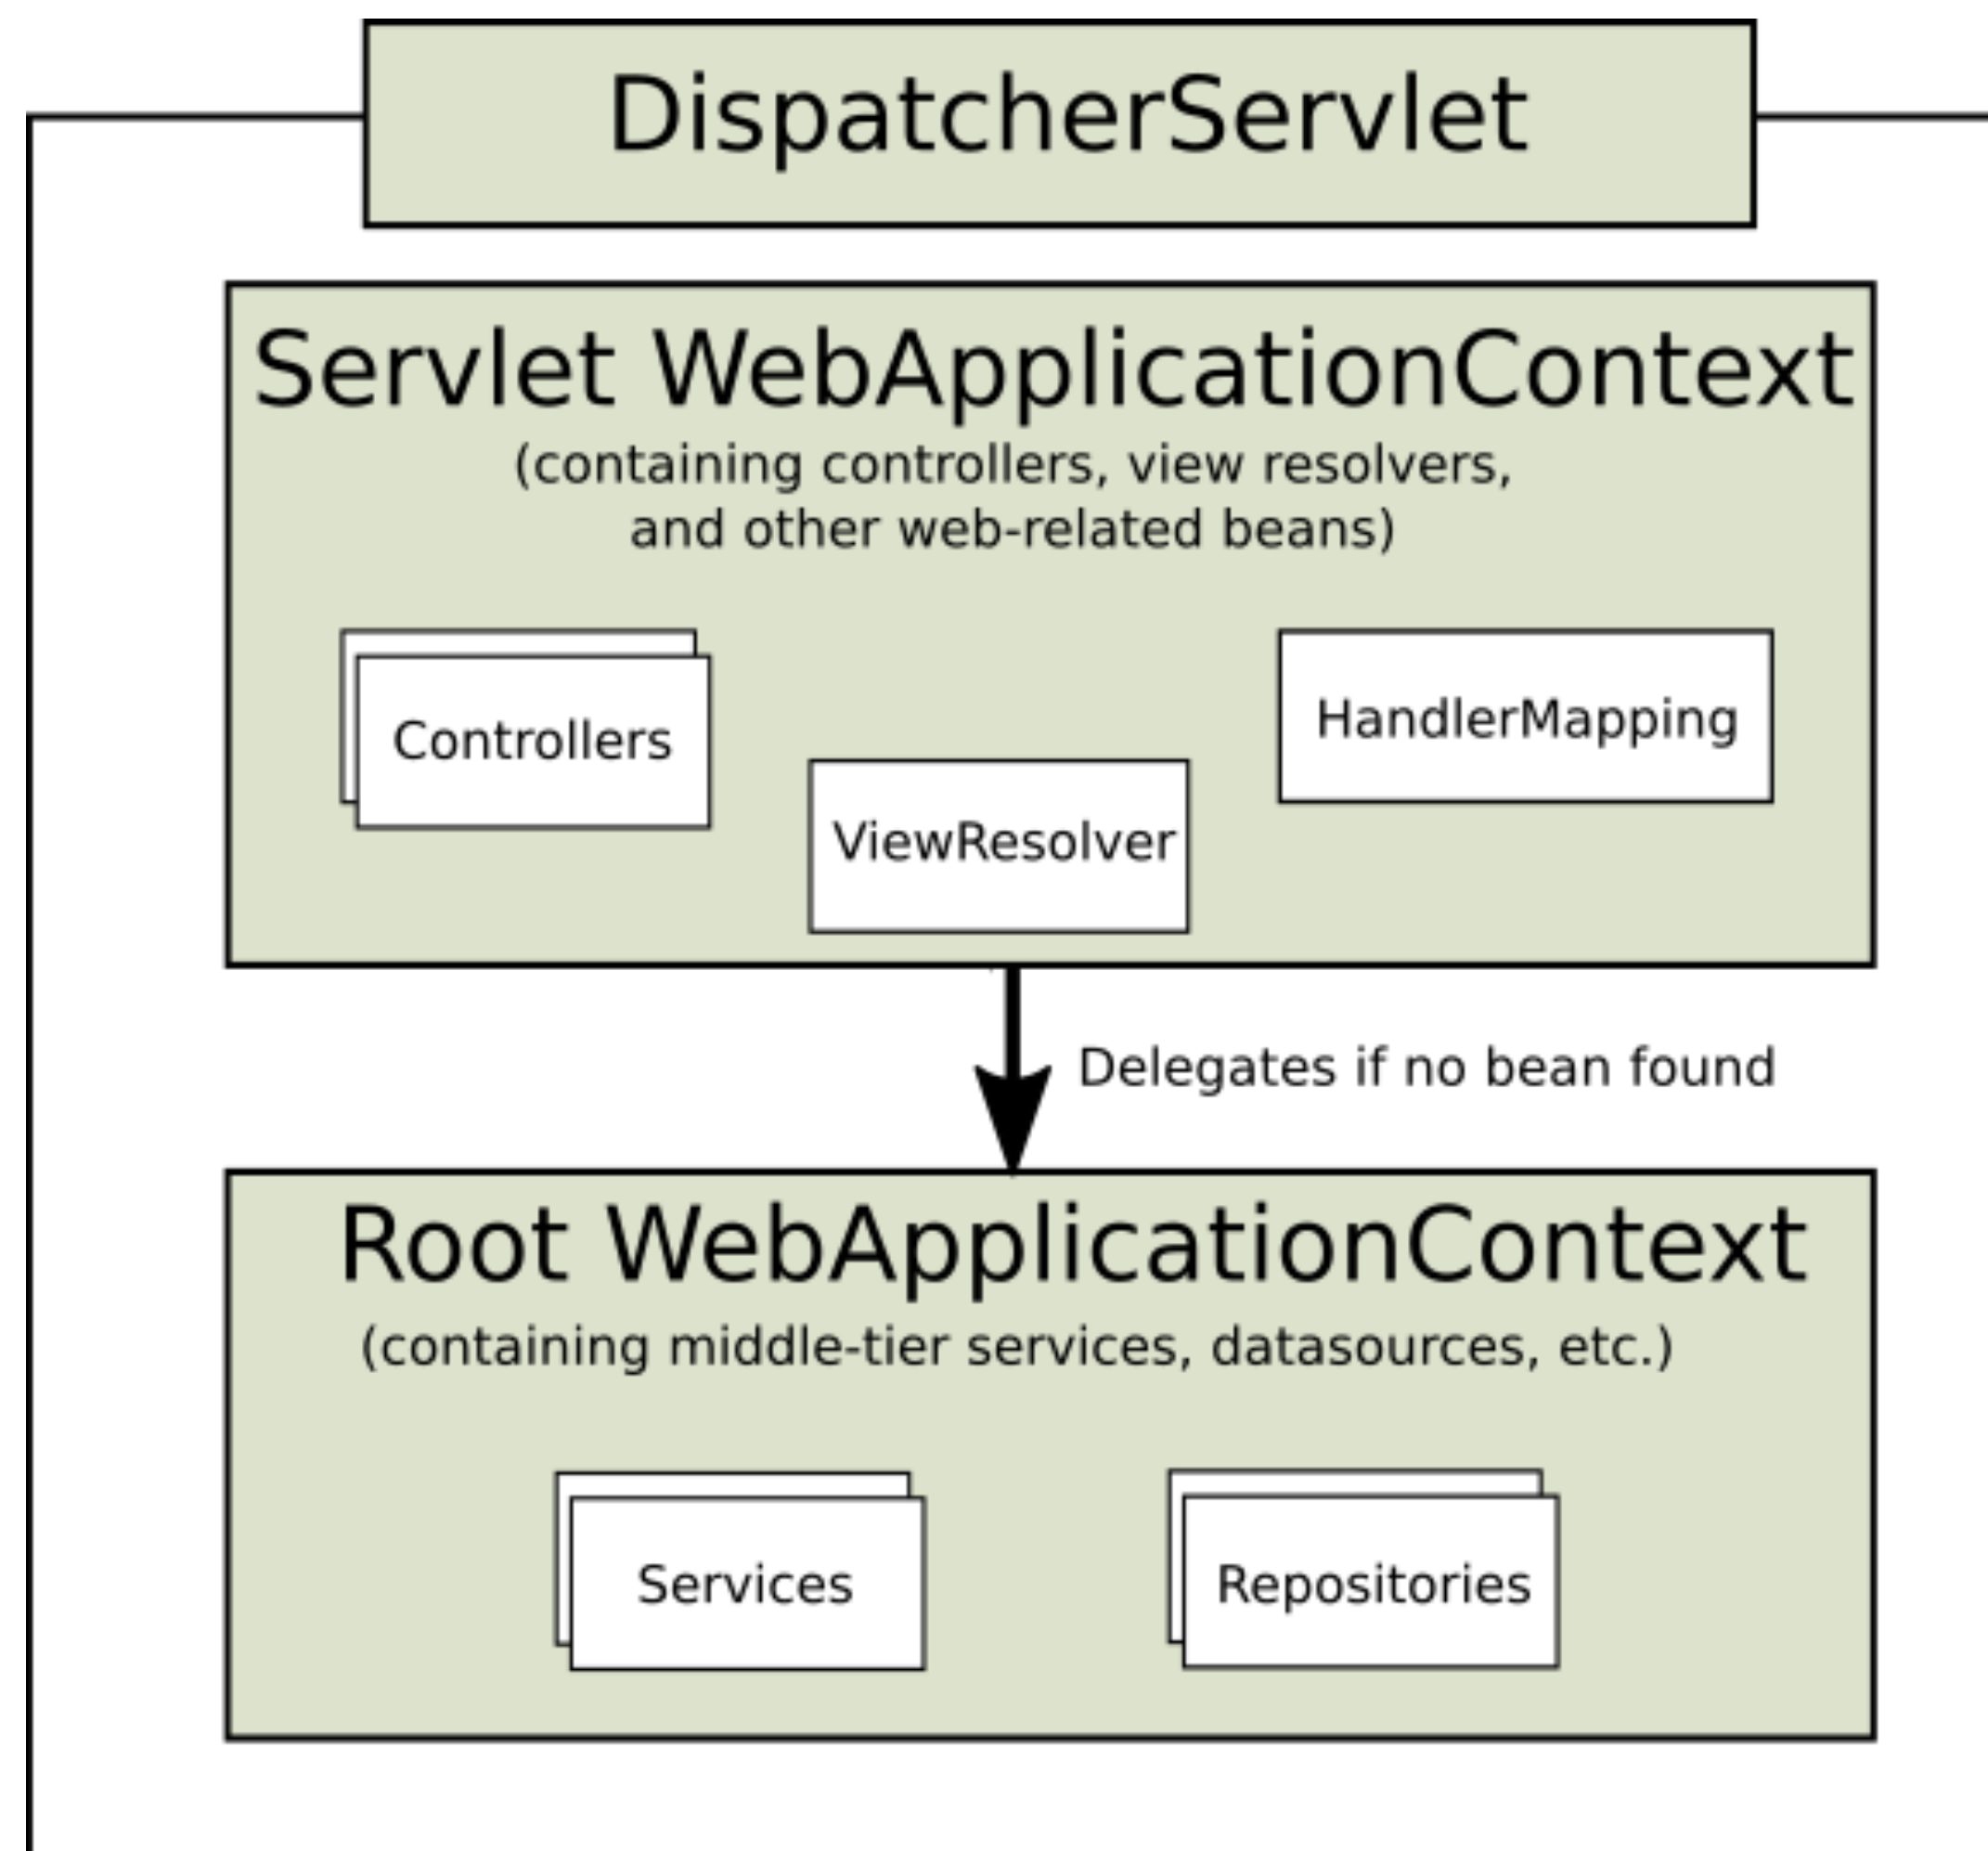 DispatcherServlet
Servlet WebApplicationContext
(containing controllers, view resolvers,
and other web-related beans)
Controllers
HandlerMapping
ViewResolver
Delegates if no bean found
Root WebApplicationContext
(containing middle-tier services, datasources, etc.)
Services
Repositories